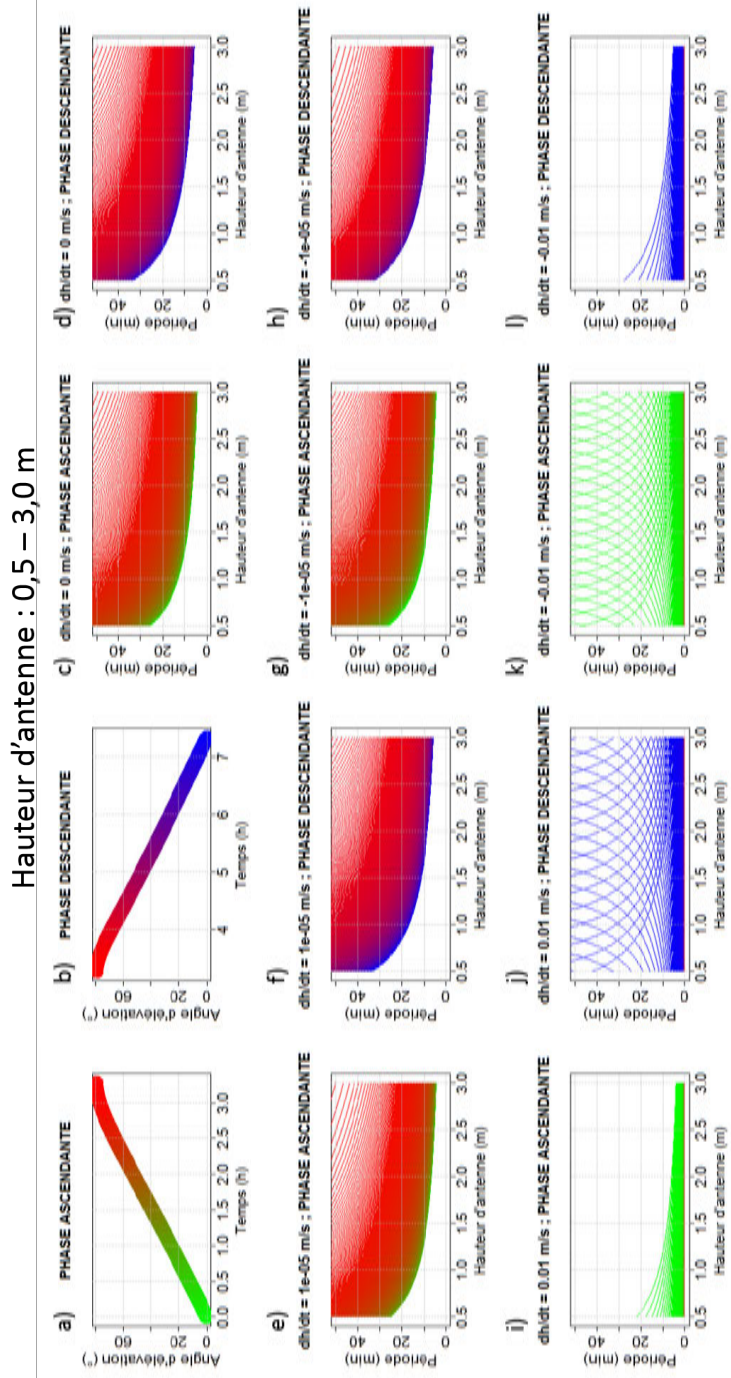 Hauteur d'antenne : 0,5 – 3,0 m
a) PHASE ASCENDANTE
Angle d'élévation (°)
0 20 60
0.0 0.5 1.0 1.5 2.0 2.5 3.0
Temps (h)
b) PHASE DESCENDANTE
Angle d'élévation (°)
0 20 60
4 5 6 7
Temps (h)
c) dh/dt = 0 m/s ; PHASE ASCENDANTE
Période (min)
0 20 40
0.5 1.0 1.5 2.0 2.5 3.0
Hauteur d'antenne (m)
d) dh/dt = 0 m/s ; PHASE DESCENDANTE
Période (min)
0 20 40
0.5 1.0 1.5 2.0 2.5 3.0
Hauteur d'antenne (m)
e) dh/dt = 1e-05 m/s ; PHASE ASCENDANTE
Période (min)
0 20 40
0.5 1.0 1.5 2.0 2.5 3.0
Hauteur d'antenne (m)
f) dh/dt = 1e-05 m/s ; PHASE DESCENDANTE
Période (min)
0 20 40
0.5 1.0 1.5 2.0 2.5 3.0
Hauteur d'antenne (m)
g) dh/dt = -1e-05 m/s ; PHASE ASCENDANTE
Période (min)
0 20 40
0.5 1.0 1.5 2.0 2.5 3.0
Hauteur d'antenne (m)
h) dh/dt = -1e-05 m/s ; PHASE DESCENDANTE
Période (min)
0 20 40
0.5 1.0 1.5 2.0 2.5 3.0
Hauteur d'antenne (m)
i) dh/dt = 0.01 m/s ; PHASE ASCENDANTE
Période (min)
0 20 40
0.5 1.0 1.5 2.0 2.5 3.0
Hauteur d'antenne (m)
j) dh/dt = 0.01 m/s ; PHASE DESCENDANTE
Période (min)
0 20 40
0.5 1.0 1.5 2.0 2.5 3.0
Hauteur d'antenne (m)
k) dh/dt = -0.01 m/s ; PHASE ASCENDANTE
Période (min)
0 20 40
0.5 1.0 1.5 2.0 2.5 3.0
Hauteur d'antenne (m)
l) dh/dt = -0.01 m/s ; PHASE DESCENDANTE
Période (min)
0 20 40
0.5 1.0 1.5 2.0 2.5 3.0
Hauteur d'antenne (m)